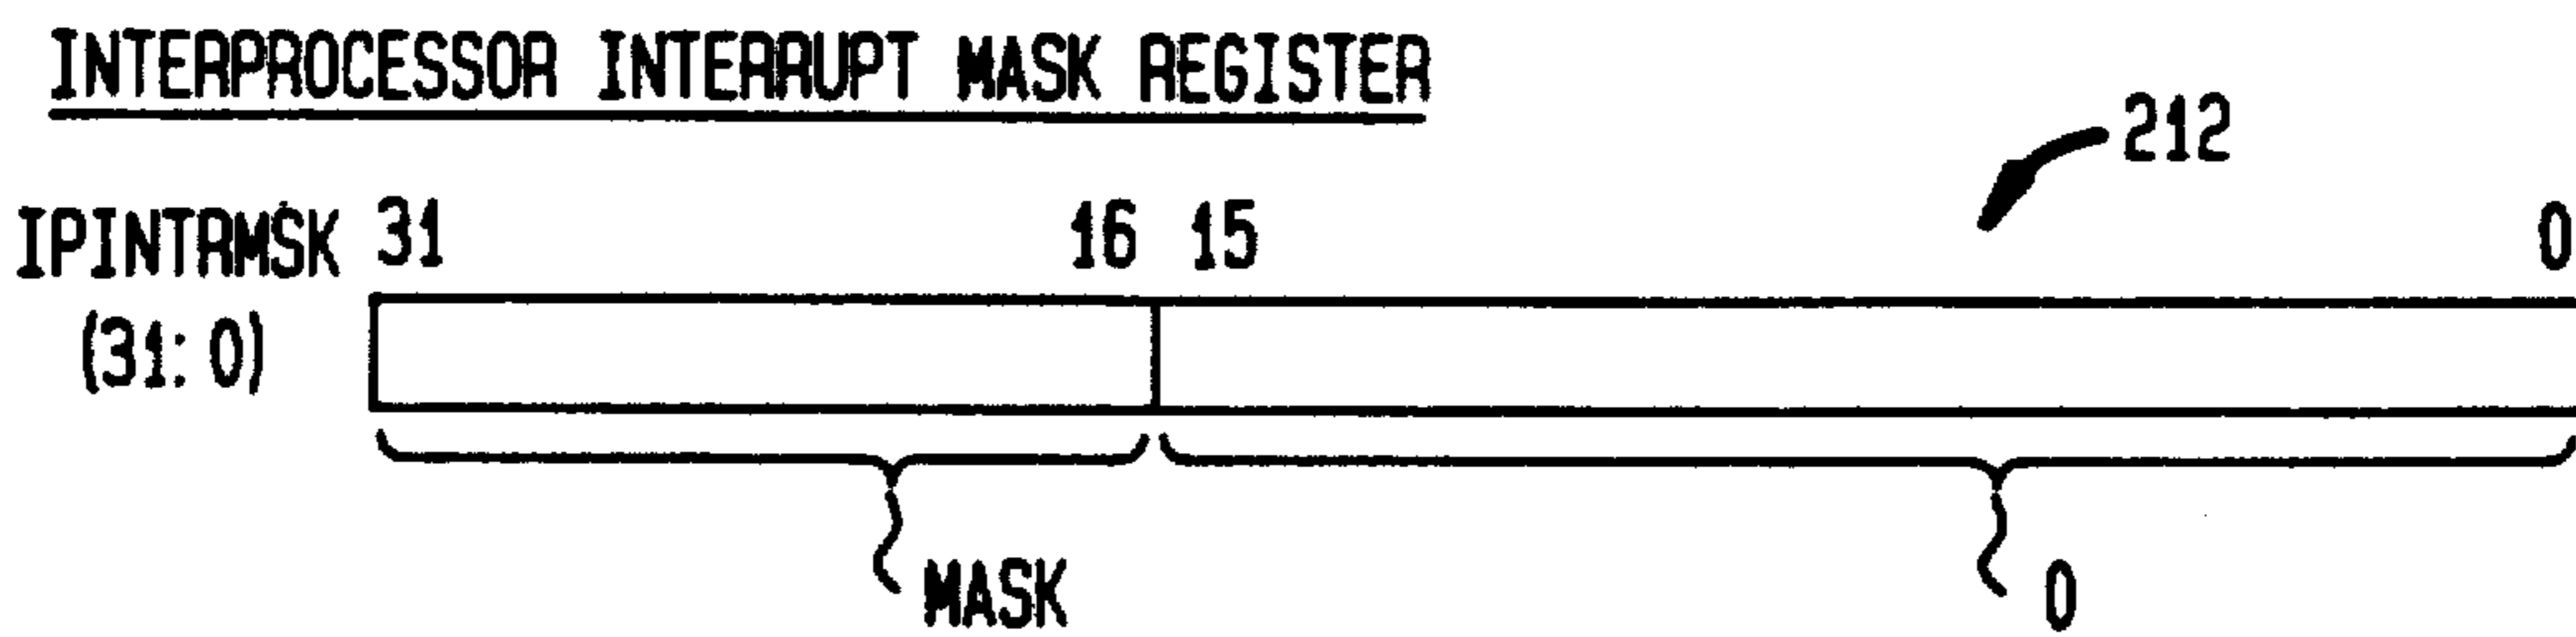 INTERPROCESSOR INTERRUPT MASK REGISTER
212
IPINTRMSK 31 16 15 0
(31:0)
MASK 0